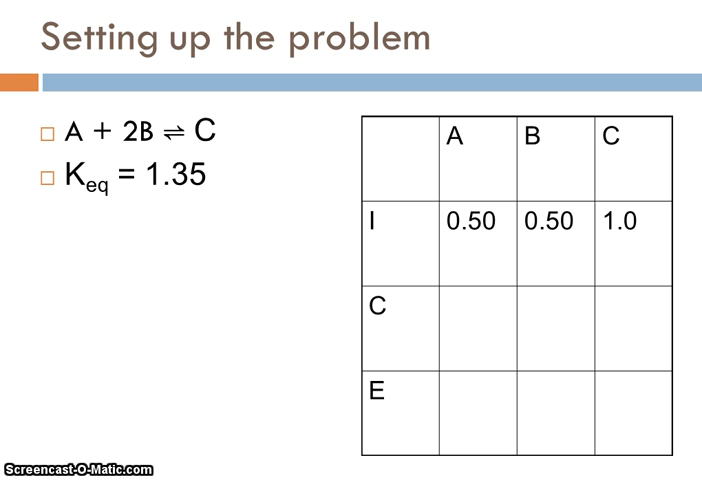 Setting up the problem
A + 2B ⇌ C
Keq = 1.35
A B C
I 0.50 0.50 1.0
C
E
Screencast-O-Matic.com